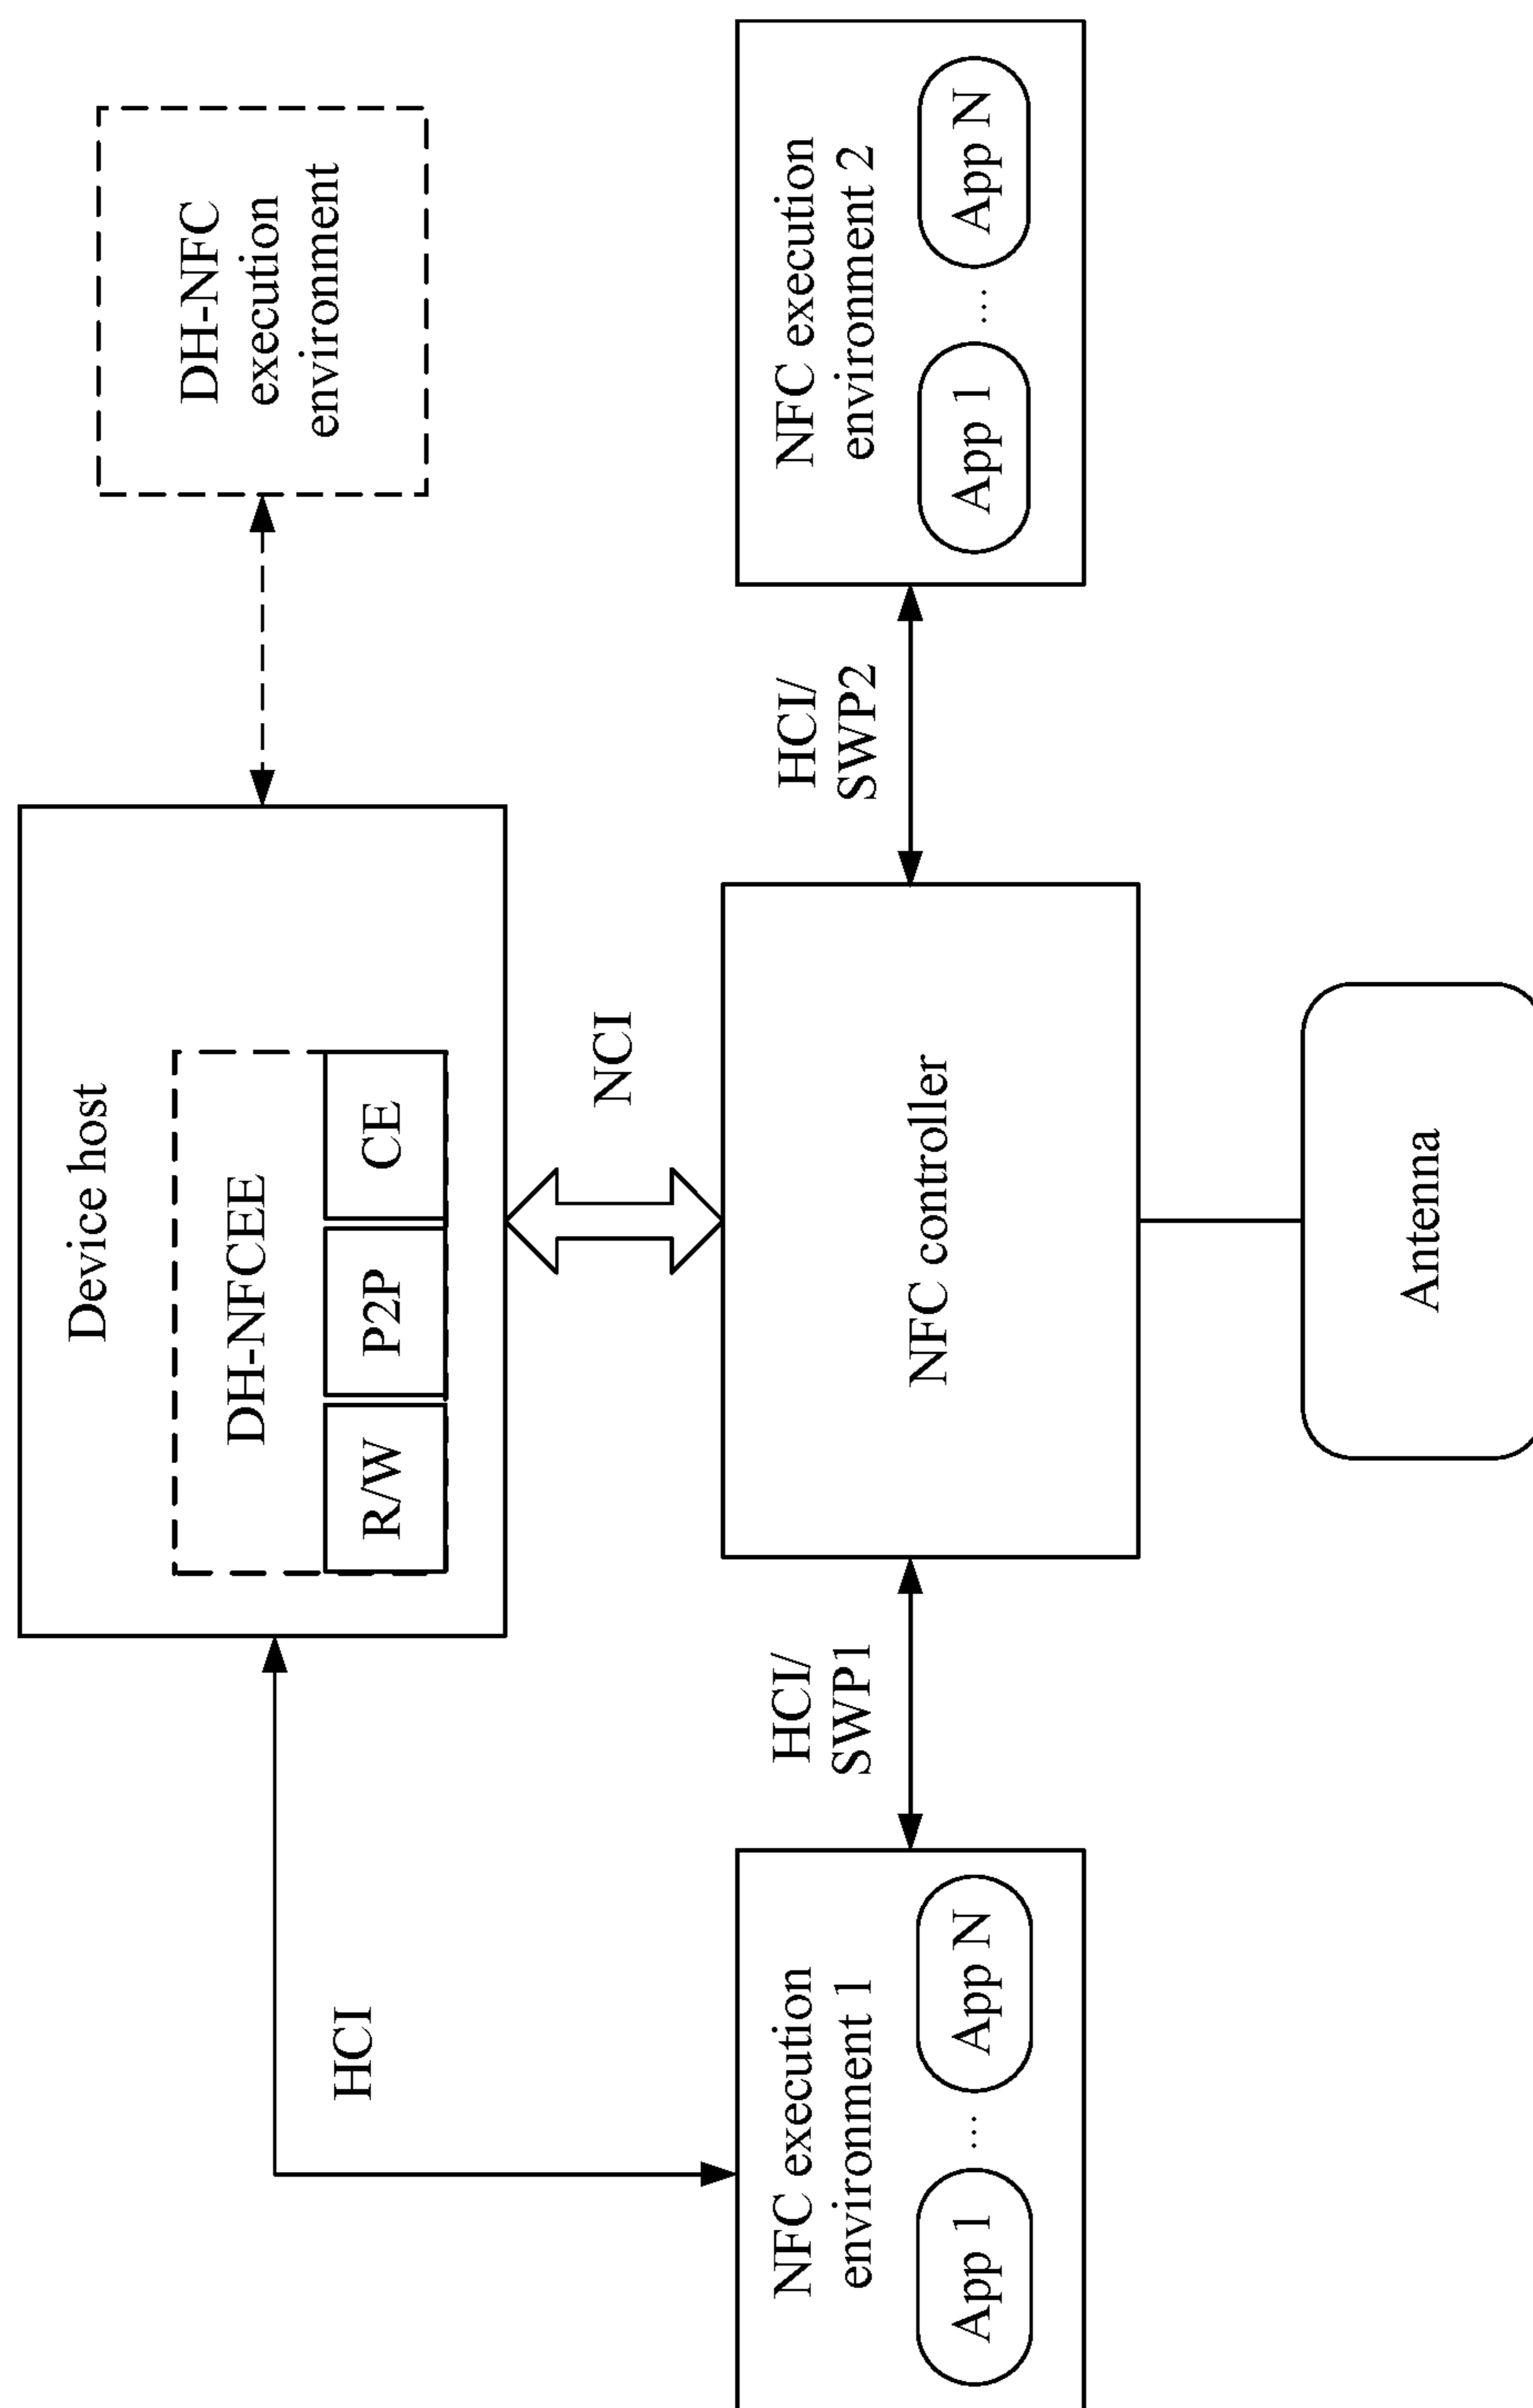 Device host
DH-NFCEE
R/W
P2P
CE
DH-NFC
execution
environment
HCI
NCI
NFC execution
environment 1
App 1
...
App N
HCI/
SWP1
NFC controller
HCI/
SWP2
NFC execution
environment 2
App 1
...
App N
Antenna